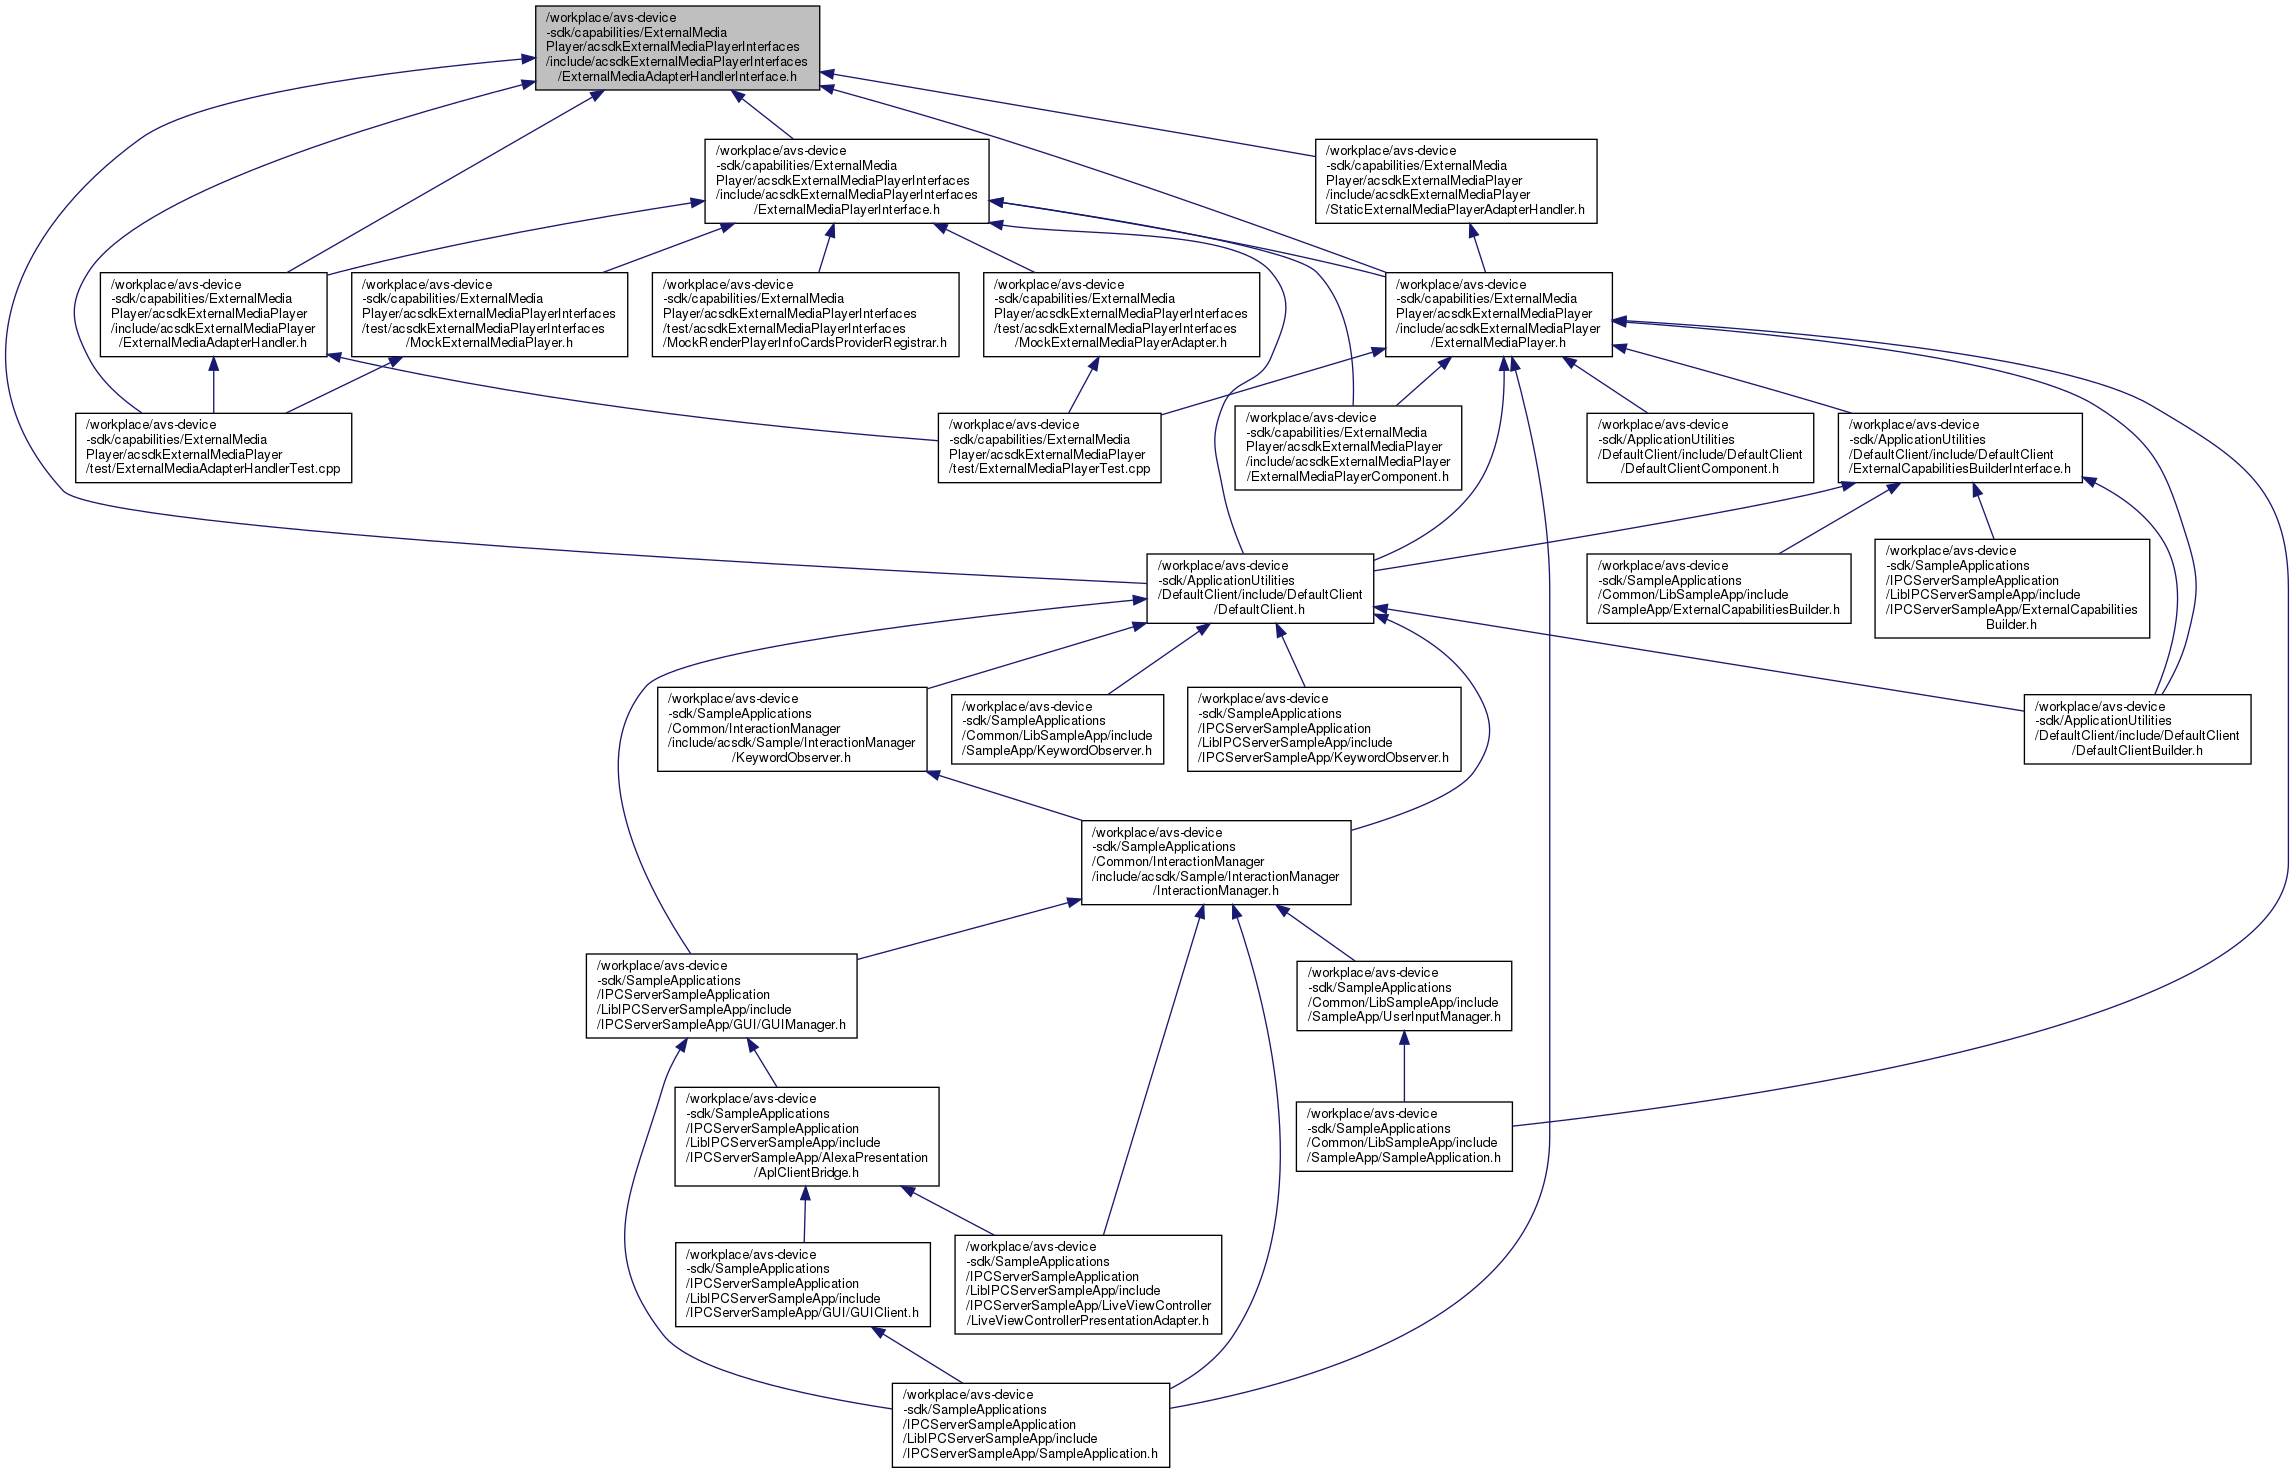 /workplace/avs-device
-sdk/capabilities/ExternalMedia
Player/acsdkExternalMediaPlayerInterfaces
/include/acsdkExternalMediaPlayerInterfaces
/ExternalMediaAdapterHandlerInterface.h
/workplace/avs-device
-sdk/capabilities/ExternalMedia
Player/acsdkExternalMediaPlayerInterfaces
/include/acsdkExternalMediaPlayerInterfaces
/ExternalMediaPlayerInterface.h
/workplace/avs-device
-sdk/capabilities/ExternalMedia
Player/acsdkExternalMediaPlayer
/include/acsdkExternalMediaPlayer
/StaticExternalMediaPlayerAdapterHandler.h
/workplace/avs-device
-sdk/capabilities/ExternalMedia
Player/acsdkExternalMediaPlayer
/include/acsdkExternalMediaPlayer
/ExternalMediaAdapterHandler.h
/workplace/avs-device
-sdk/capabilities/ExternalMedia
Player/acsdkExternalMediaPlayerInterfaces
/test/acsdkExternalMediaPlayerInterfaces
/MockExternalMediaPlayer.h
/workplace/avs-device
-sdk/capabilities/ExternalMedia
Player/acsdkExternalMediaPlayerInterfaces
/test/acsdkExternalMediaPlayerInterfaces
/MockRenderPlayerInfoCardsProviderRegistrar.h
/workplace/avs-device
-sdk/capabilities/ExternalMedia
Player/acsdkExternalMediaPlayerInterfaces
/test/acsdkExternalMediaPlayerInterfaces
/MockExternalMediaPlayerAdapter.h
/workplace/avs-device
-sdk/capabilities/ExternalMedia
Player/acsdkExternalMediaPlayer
/include/acsdkExternalMediaPlayer
/ExternalMediaPlayer.h
/workplace/avs-device
-sdk/capabilities/ExternalMedia
Player/acsdkExternalMediaPlayer
/test/ExternalMediaAdapterHandlerTest.cpp
/workplace/avs-device
-sdk/capabilities/ExternalMedia
Player/acsdkExternalMediaPlayer
/test/ExternalMediaPlayerTest.cpp
/workplace/avs-device
-sdk/capabilities/ExternalMedia
Player/acsdkExternalMediaPlayer
/include/acsdkExternalMediaPlayer
/ExternalMediaPlayerComponent.h
/workplace/avs-device
-sdk/ApplicationUtilities
/DefaultClient/include/DefaultClient
/DefaultClientComponent.h
/workplace/avs-device
-sdk/ApplicationUtilities
/DefaultClient/include/DefaultClient
/ExternalCapabilitiesBuilderInterface.h
/workplace/avs-device
-sdk/ApplicationUtilities
/DefaultClient/include/DefaultClient
/DefaultClient.h
/workplace/avs-device
-sdk/SampleApplications
/Common/LibSampleApp/include
/SampleApp/ExternalCapabilitiesBuilder.h
/workplace/avs-device
-sdk/SampleApplications
/IPCServerSampleApplication
/LibIPCServerSampleApp/include
/IPCServerSampleApp/ExternalCapabilities
Builder.h
/workplace/avs-device
-sdk/SampleApplications
/Common/InteractionManager
/include/acsdk/Sample/InteractionManager
/KeywordObserver.h
/workplace/avs-device
-sdk/SampleApplications
/Common/LibSampleApp/include
/SampleApp/KeywordObserver.h
/workplace/avs-device
-sdk/SampleApplications
/IPCServerSampleApplication
/LibIPCServerSampleApp/include
/IPCServerSampleApp/KeywordObserver.h
/workplace/avs-device
-sdk/ApplicationUtilities
/DefaultClient/include/DefaultClient
/DefaultClientBuilder.h
/workplace/avs-device
-sdk/SampleApplications
/Common/InteractionManager
/include/acsdk/Sample/InteractionManager
/InteractionManager.h
/workplace/avs-device
-sdk/SampleApplications
/IPCServerSampleApplication
/LibIPCServerSampleApp/include
/IPCServerSampleApp/GUI/GUIManager.h
/workplace/avs-device
-sdk/SampleApplications
/Common/LibSampleApp/include
/SampleApp/UserInputManager.h
/workplace/avs-device
-sdk/SampleApplications
/IPCServerSampleApplication
/LibIPCServerSampleApp/include
/IPCServerSampleApp/AlexaPresentation
/AplClientBridge.h
/workplace/avs-device
-sdk/SampleApplications
/Common/LibSampleApp/include
/SampleApp/SampleApplication.h
/workplace/avs-device
-sdk/SampleApplications
/IPCServerSampleApplication
/LibIPCServerSampleApp/include
/IPCServerSampleApp/GUI/GUIClient.h
/workplace/avs-device
-sdk/SampleApplications
/IPCServerSampleApplication
/LibIPCServerSampleApp/include
/IPCServerSampleApp/LiveViewController
/LiveViewControllerPresentationAdapter.h
/workplace/avs-device
-sdk/SampleApplications
/IPCServerSampleApplication
/LibIPCServerSampleApp/include
/IPCServerSampleApp/SampleApplication.h